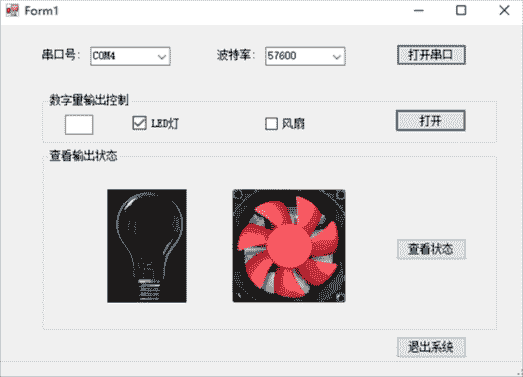 Form1
串口号: COM4 波特率: 57600 打开串口
数字量输出控制
LED灯 风扇 打开
查看输出状态
查看状态
退出系统